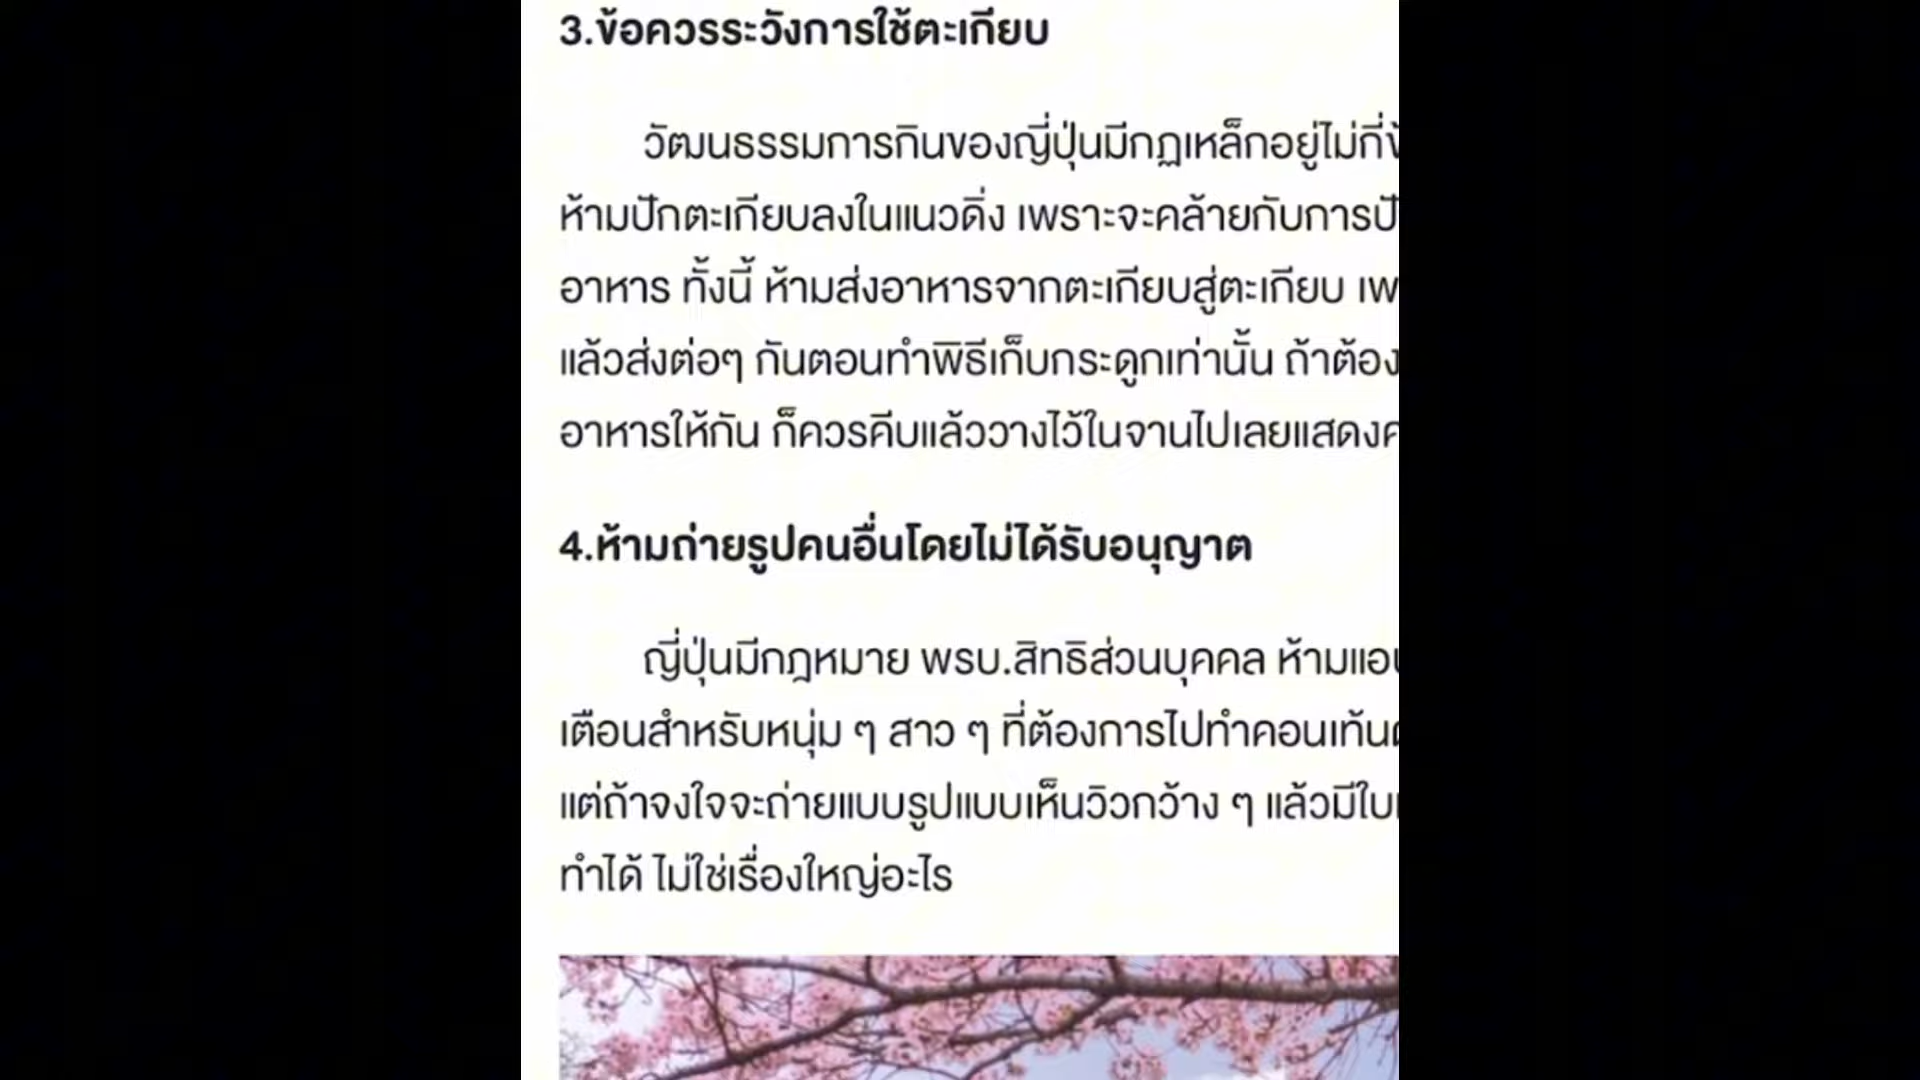 3.ข้อควรระวังการใช้ตะเกียบ
วัฒนธรรมการกินของญี่ปุ่นมีกฏเหล็กอยู่ไม่กี่
ห้ามปักตะเกียบลงในแนวดิ่ง เพราะจะคล้ายกับการ
อาหาร ทั้งนี้ ห้ามส่งอาหารจากตะเกียบสู่ตะเกียบ
แล้วส่งต่อๆ กันตอนทำพิธีเก็บกระดูกเท่านั้น ถ้าต้อง
อาหารให้กัน ก็ควรคีบแล้ววางไว้ในจานไปเลยแสดง
4.ห้ามถ่ายรูปคนอื่นโดยไม่ได้รับอนุญาต
ญี่ปุ่นมีกฎหมาย พรบ.สิทธิส่วนบุคคล ห้าม
เตือนสำหรับหนุ่ม ๆ สาว ๆ ที่ต้องการไปทำคอนเท้น
แต่ถ้าจงใจจะถ่ายแบบรูปแบบเห็นวิวกว้าง ๆ แล้วมี
ทำได้ ไม่ใช่เรื่องใหญ่อะไร